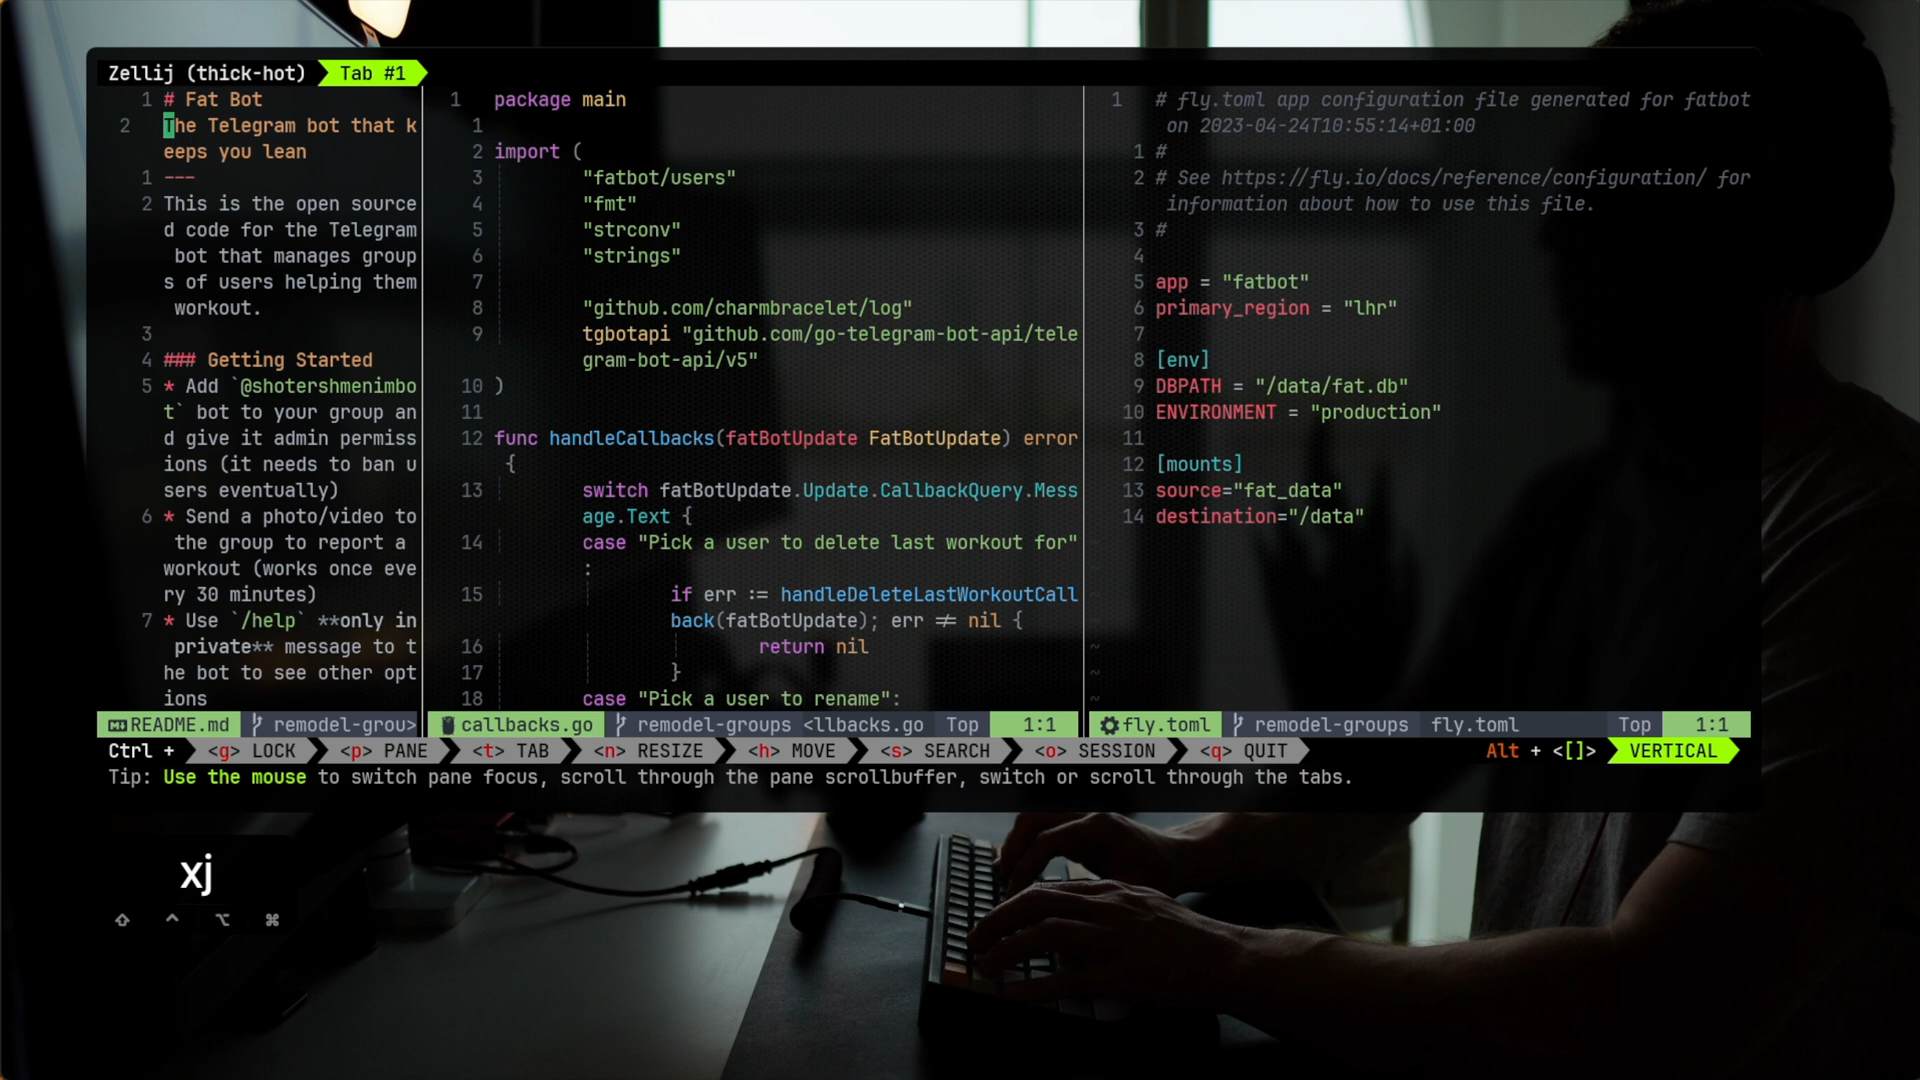 Zellij (thick-hot) Tab #1
1 # Fat Bot
2 The Telegram bot that k
eeps you lean
1 ---
2 This is the open source
d code for the Telegram
bot that manages group
s of users helping them
workout.
3
4 ### Getting Started
5 * Add `@shotershmenimbo
t` bot to your group an
d give it admin permiss
ions (it needs to ban u
sers eventually)
6 * Send a photo/video to
the group to report a
workout (works once eve
ry 30 minutes)
7 * Use `/help` **only in
private** message to t
he bot to see other opt
ions
README.md remodel-grou>
1 package main
1
2 import (
3 "fatbot/users"
4 "fmt"
5 "strconv"
6 "strings"
7
8 "github.com/charmbracelet/log"
9 tgbotapi "github.com/go-telegram-bot-api/tele
gram-bot-api/v5"
10 )
11
12 func handleCallbacks(fatBotUpdate FatBotUpdate) error
{
13 switch fatBotUpdate.Update.CallbackQuery.Mess
age.Text {
14 case "Pick a user to delete last workout for"
:
15 if err := handleDeleteLastWorkoutCall
back(fatBotUpdate); err != nil {
16 return nil
17 }
18 case "Pick a user to rename":
callbacks.go remodel-groups <llbacks.go Top 1:1
1 # fly.toml app configuration file generated for fatbot
on 2023-04-24T10:55:14+01:00
1 #
2 # See https://fly.io/docs/reference/configuration/ for
information about how to use this file.
3 #
4
5 app = "fatbot"
6 primary_region = "lhr"
7
8 [env]
9 DBPATH = "/data/fat.db"
10 ENVIRONMENT = "production"
11
12 [mounts]
13 source="fat_data"
14 destination="/data"
~
~
~
fly.toml remodel-groups fly.toml Top 1:1
Ctrl + <g> LOCK <p> PANE <t> TAB <n> RESIZE <h> MOVE <s> SEARCH <o> SESSION <q> QUIT Alt + <[]> VERTICAL
Tip: Use the mouse to switch pane focus, scroll through the pane scrollbuffer, switch or scroll through the tabs.
xj
⇧ ⌃ ⌥ ⌘